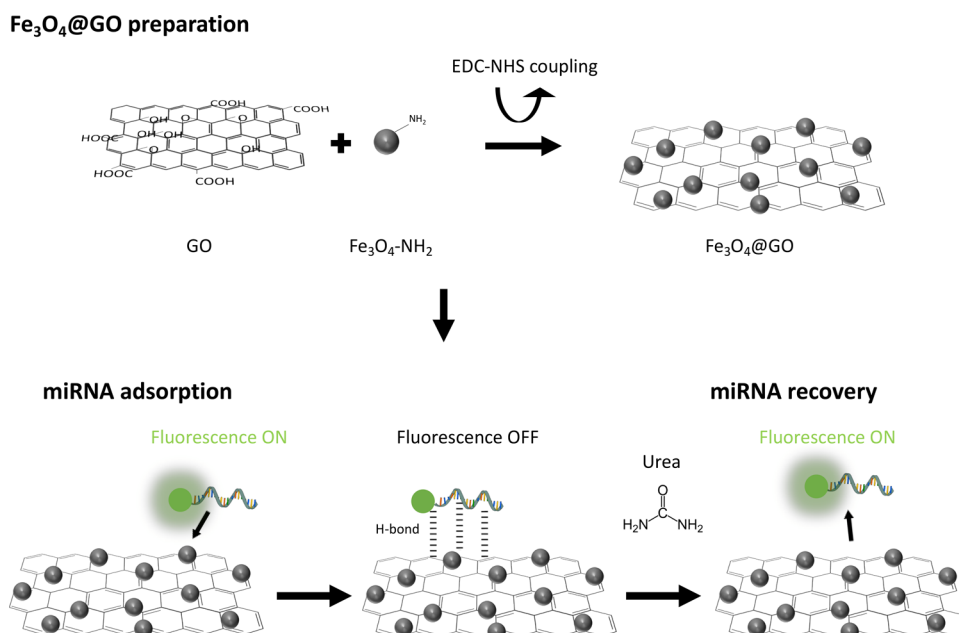 Fe₃O₄@GO preparation
EDC-NHS coupling
COOH
COOH
OH
O
O
NH₂
HOOC
OH
OH
O
OH
HOOC
COOH
GO
Fe₃O₄-NH₂
Fe₃O₄@GO
miRNA adsorption
miRNA recovery
Fluorescence ON
Fluorescence OFF
Fluorescence ON
Urea
O
H-bond
H₂N
C
NH₂